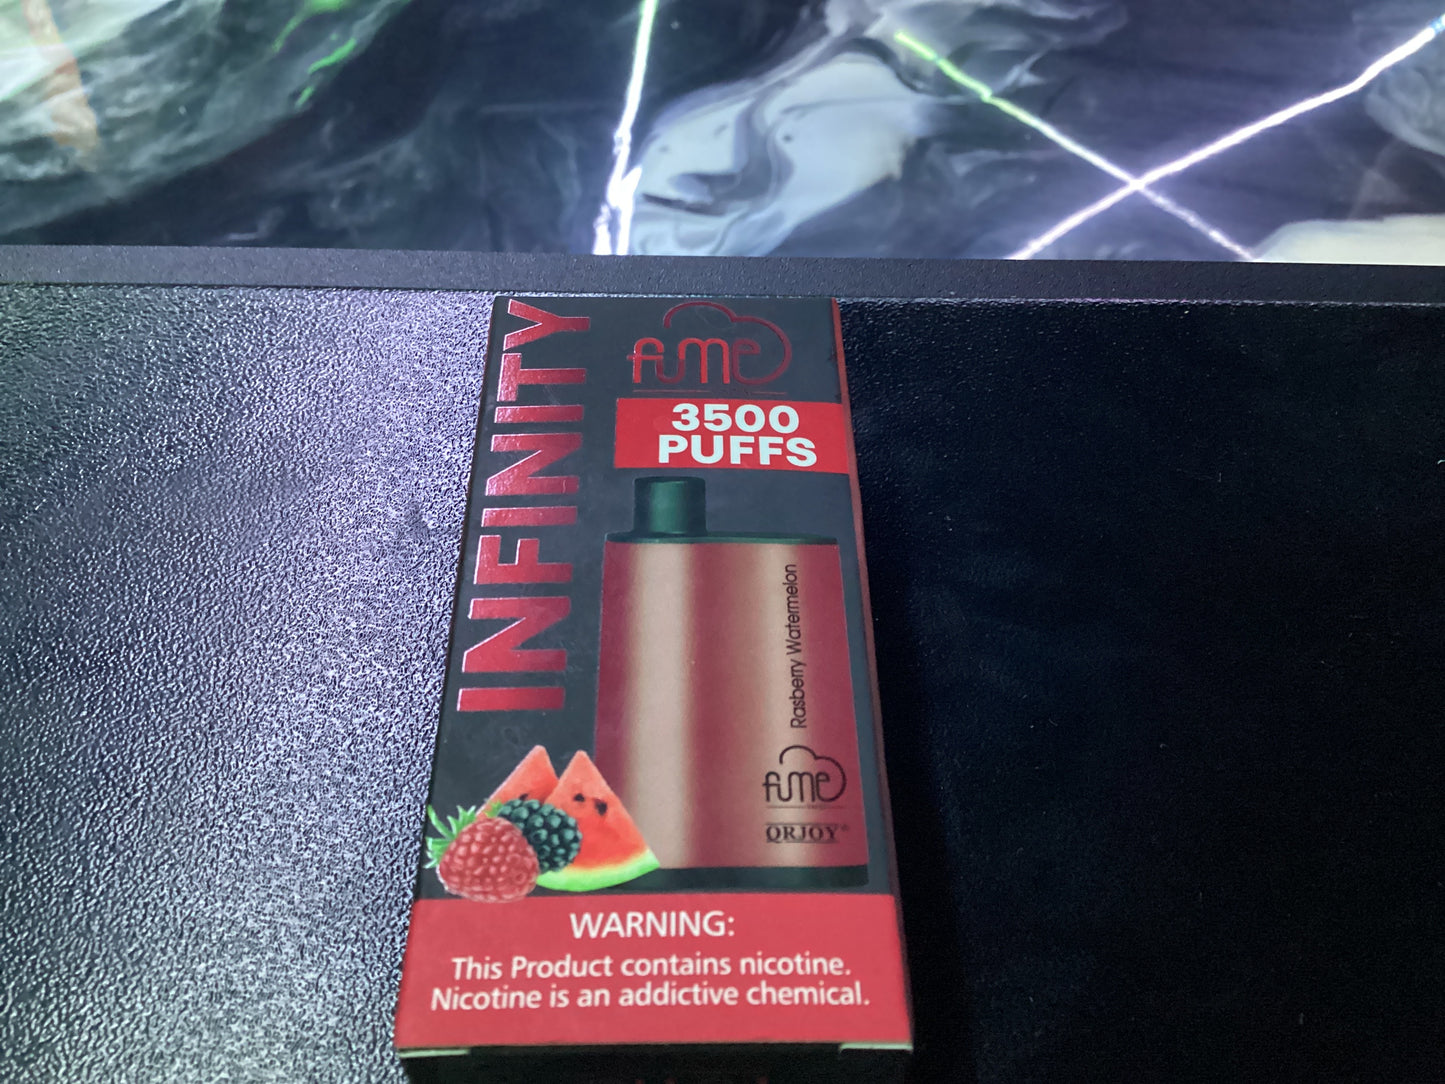 INFINITY
fume
3500
PUFFS
Rasberry Watermelon
fume
QRJOY®
WARNING:
This Product contains nicotine.
Nicotine is an addictive chemical.